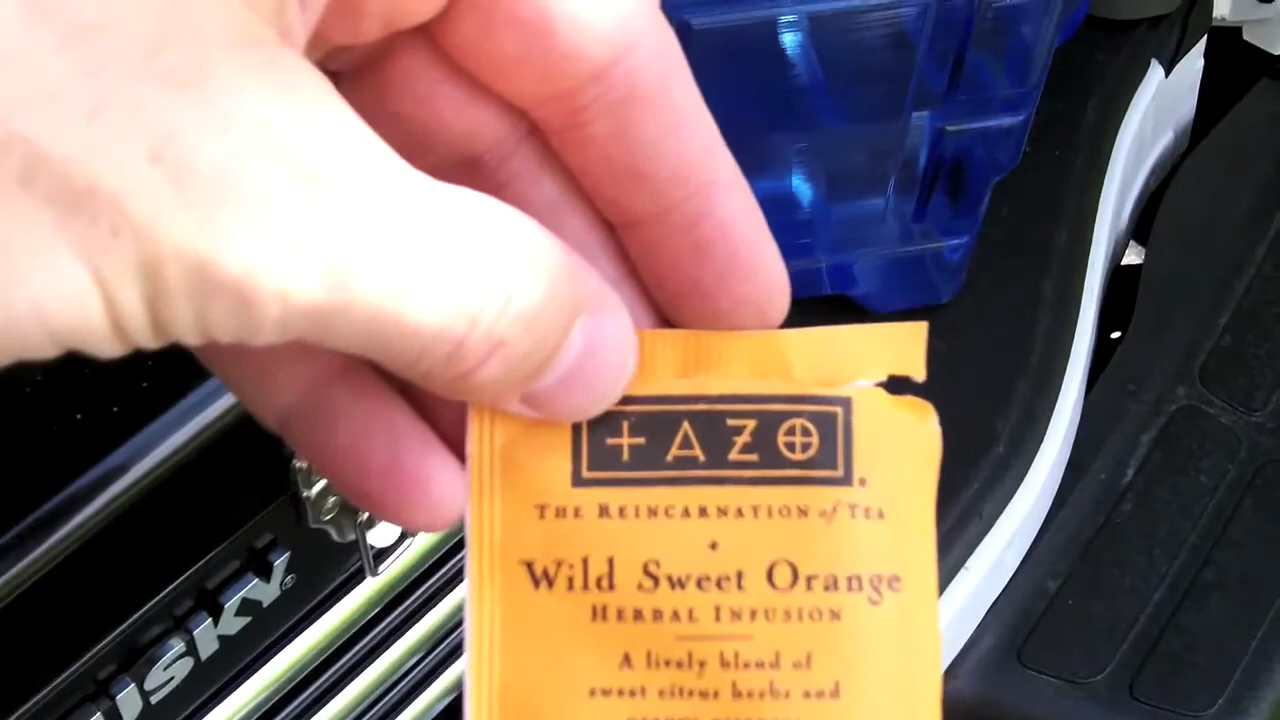 TAZO
THE REINCARNATION of TEA
Wild Sweet Orange
HERBAL INFUSION
A lively blend of
sweet citrus herbs and
USKY®